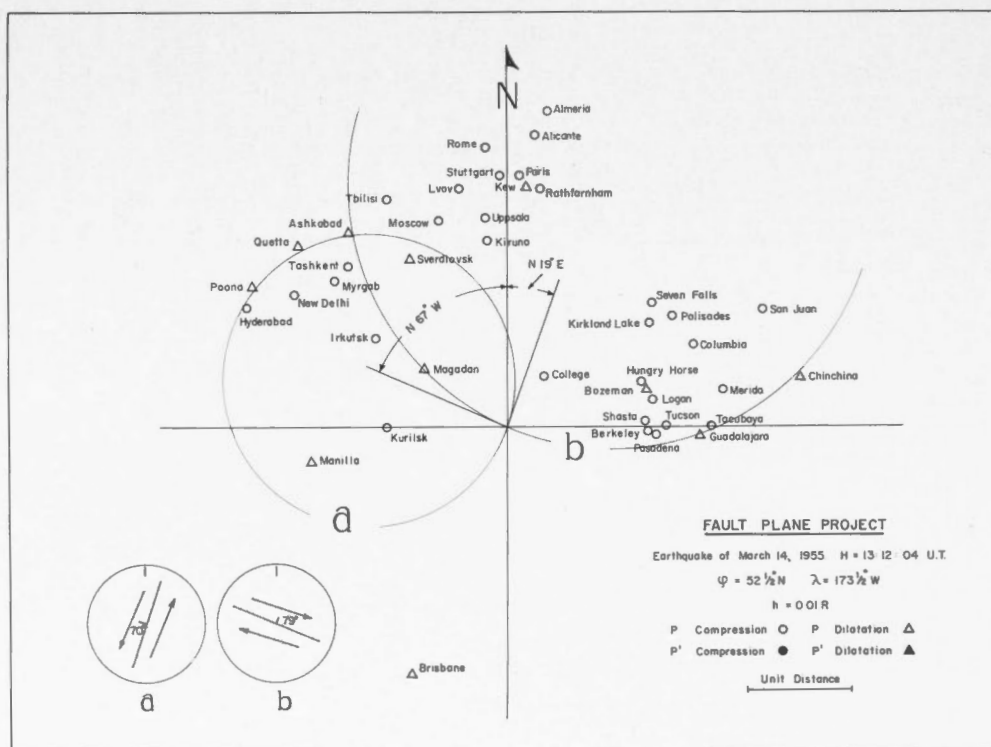 N
Almeria
Alicante
Rome
Stuttgart
Paris
Kew
Lvov
Rathfarnham
Tbilisi
Moscow
Uppsala
Ashkabad
Kiruna
Quetta
Sverdlovsk
N 19° E
Tashkent
Myrgab
Poona
New Delhi
Hyderabad
N 67° W
Seven Falls
San Juan
Palisades
Kirkland Lake
Irkutsk
Columbia
Magadan
College
Hungry Horse
Chinchina
Bozeman
Merida
Logan
Shasta
Tucson
Tacubaya
Kurilsk
Berkeley
Guadalajara
b
Pasadena
Manilla
a
FAULT PLANE PROJECT
Earthquake of March 14, 1955 H = 13:12:04 U.T.
φ = 52 ½° N λ = 173 ½° W
h = 0.01 R
P Compression ○ P Dilatation △
P' Compression ● P' Dilatation ▲
Unit Distance
70°
79°
Brisbane
a b